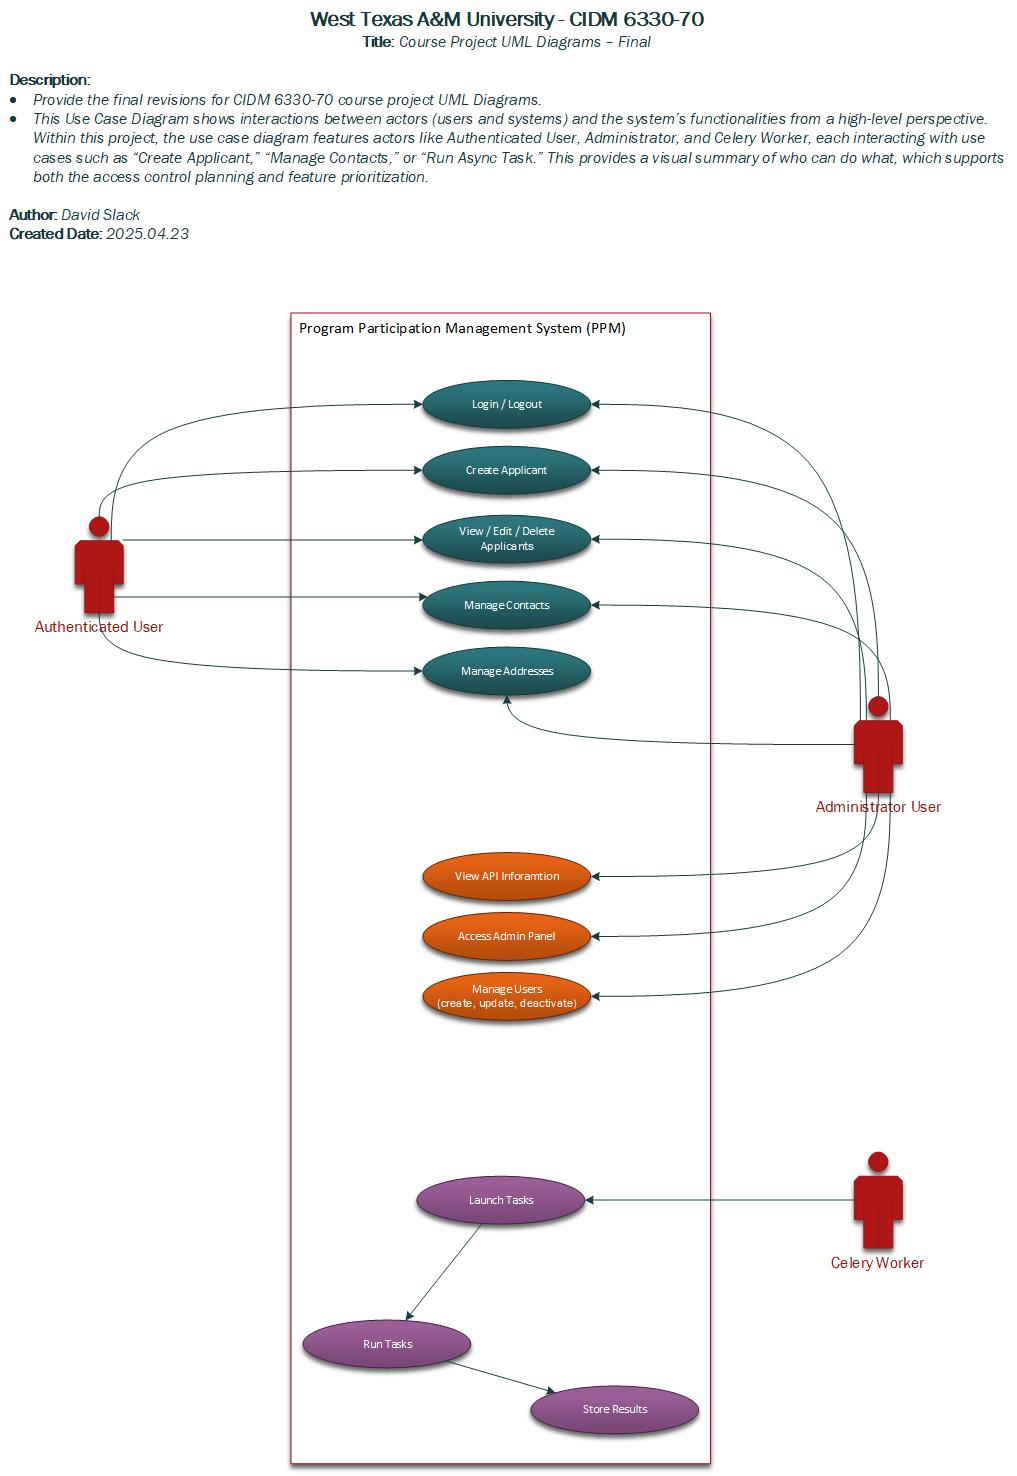 West Texas A&M University - CIDM 6330-70
Title: Course Project UML Diagrams – Final
Description:
• Provide the final revisions for CIDM 6330-70 course project UML Diagrams.
• This Use Case Diagram shows interactions between actors (users and systems) and the system's functionalities from a high-level perspective.
Within this project, the use case diagram features actors like Authenticated User, Administrator, and Celery Worker, each interacting with use
cases such as “Create Applicant,” “Manage Contacts,” or “Run Async Task.” This provides a visual summary of who can do what, which supports
both the access control planning and feature prioritization.
Author: David Slack
Created Date: 2025.04.23
Program Participation Management System (PPM)
Login / Logout
Create Applicant
View / Edit / Delete
Applicants
Manage Contacts
Authenticated User
Manage Addresses
Administrator User
View API Inforamtion
Access Admin Panel
Manage Users
(create, update, deactivate)
Launch Tasks
Celery Worker
Run Tasks
Store Results